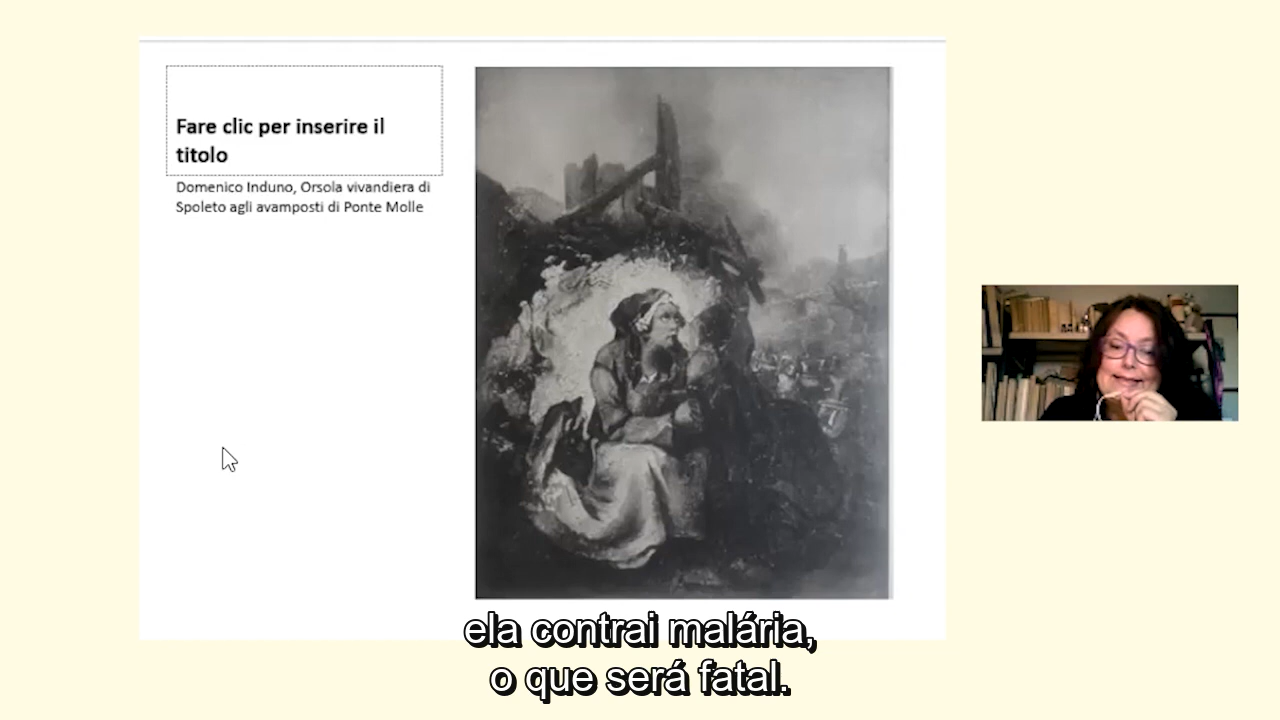 Fare clic per inserire il
titolo
Domenico Induno, Orsola vivandiera di
Spoleto agli avamposti di Ponte Molle
ela contrai malária,
o que será fatal.